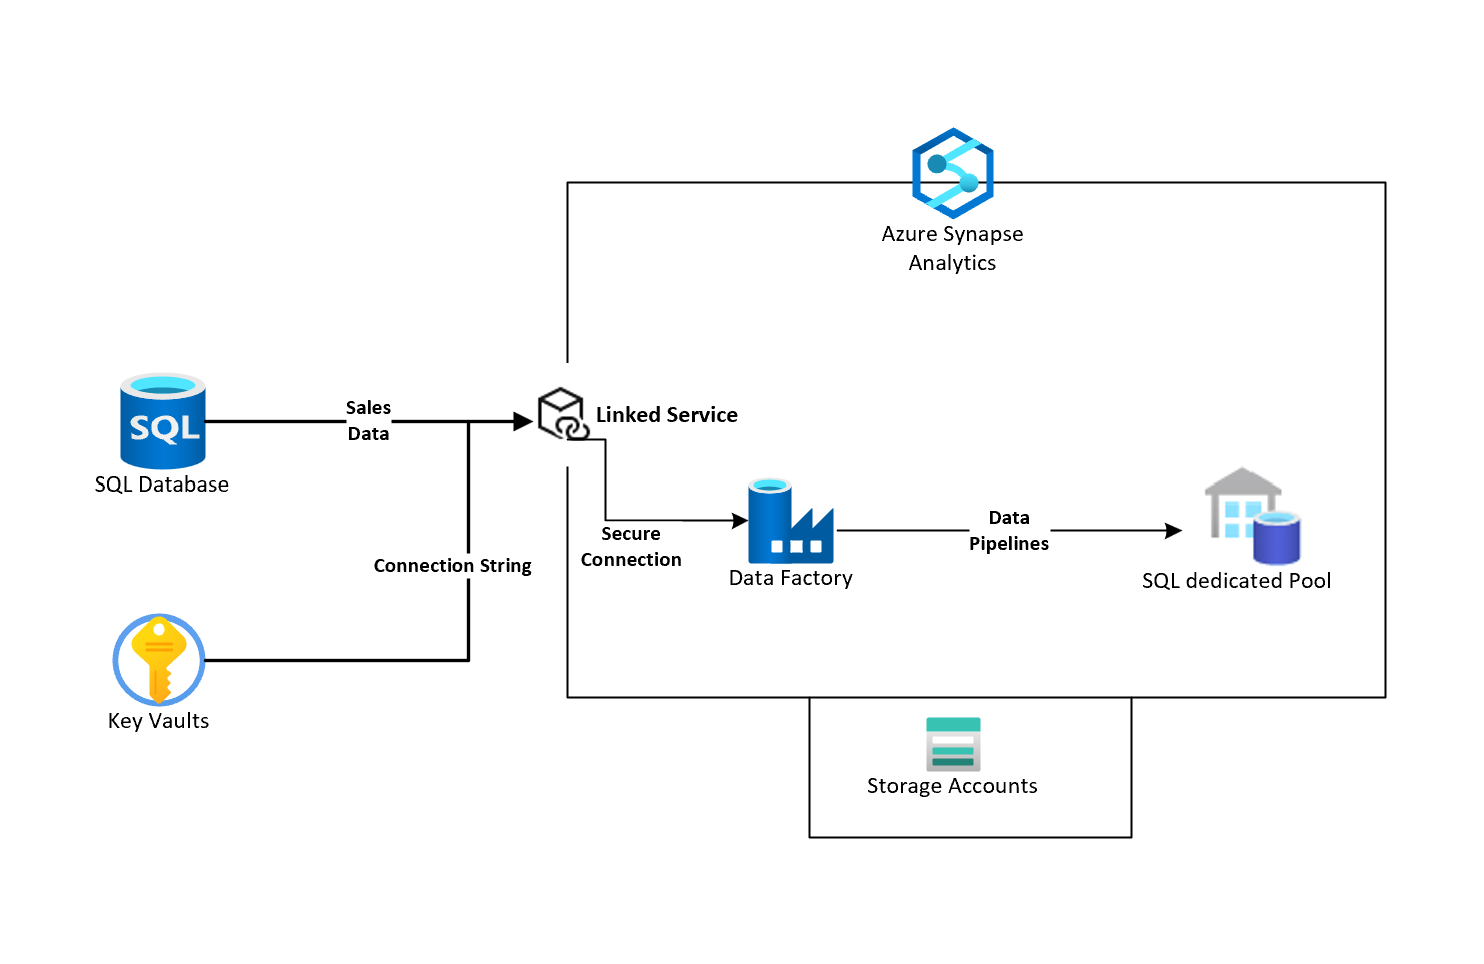 Azure Synapse
Analytics
SQL
SQL Database
Sales
Data
Linked Service
Connection String
Secure
Connection
Data Factory
Data
Pipelines
SQL dedicated Pool
Key Vaults
Storage Accounts